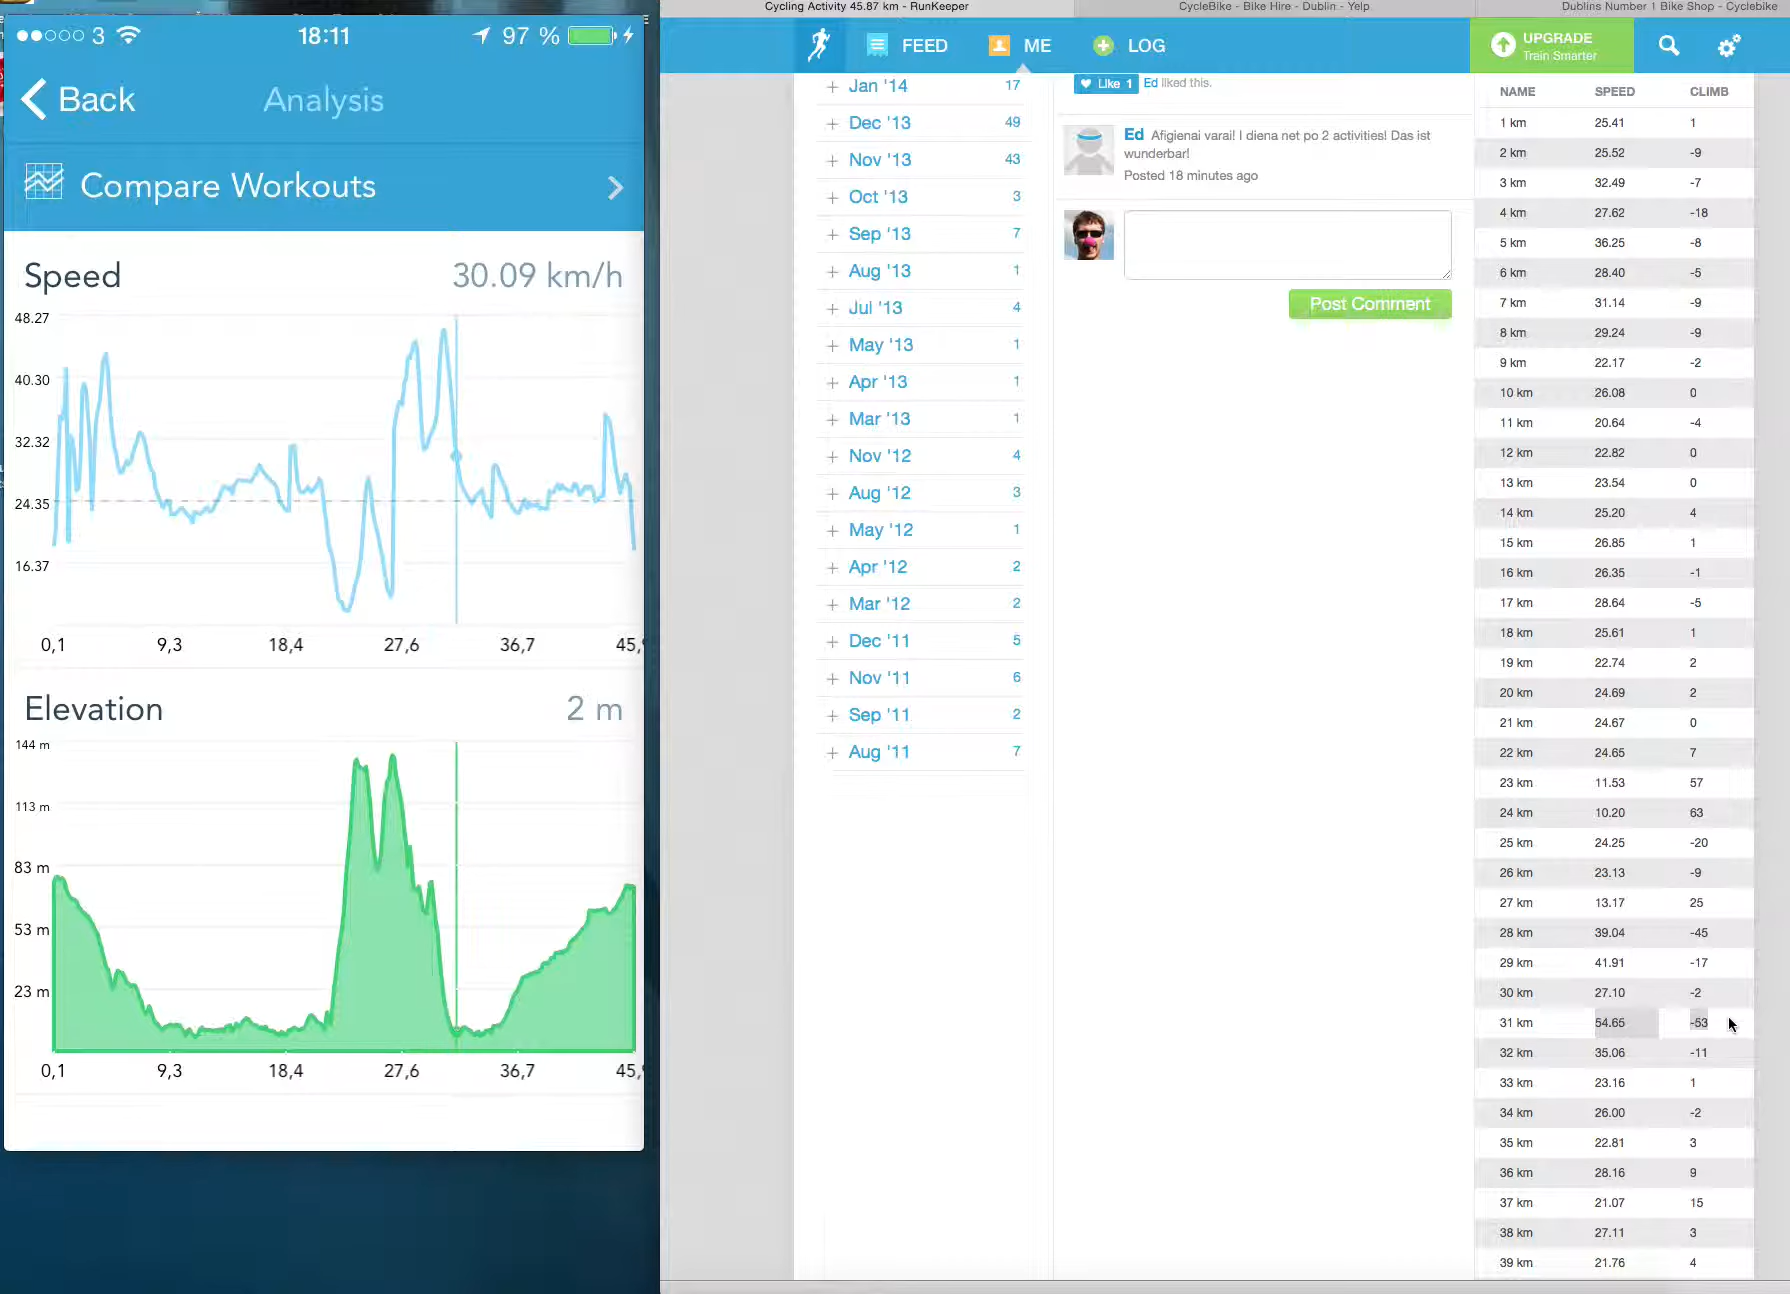 3 18:11 97 %
Back Analysis
Compare Workouts
Speed 30.09 km/h
48.27
40.30
32.32
24.35
16.37
0,1 9,3 18,4 27,6 36,7 45,
Elevation 2 m
144 m
113 m
83 m
53 m
23 m
0,1 9,3 18,4 27,6 36,7 45,
Cycling Activity 45.87 km - RunKeeper CycleBike - Bike Hire - Dublin - Yelp Dublins Number 1 Bike Shop - Cyclebike
FEED ME LOG UPGRADE
Train Smarter
+ Jan '14 17
+ Dec '13 49
+ Nov '13 43
+ Oct '13 3
+ Sep '13 7
+ Aug '13 1
+ Jul '13 4
+ May '13 1
+ Apr '13 1
+ Mar '13 1
+ Nov '12 4
+ Aug '12 3
+ May '12 1
+ Apr '12 2
+ Mar '12 2
+ Dec '11 5
+ Nov '11 6
+ Sep '11 2
+ Aug '11 7
Like 1 Ed liked this.
Ed Afigienai varai! I diena net po 2 activities! Das ist
wunderbar!
Posted 18 minutes ago
Post Comment
NAME SPEED CLIMB
1 km 25.41 1
2 km 25.52 -9
3 km 32.49 -7
4 km 27.62 -18
5 km 36.25 -8
6 km 28.40 -5
7 km 31.14 -9
8 km 29.24 -9
9 km 22.17 -2
10 km 26.08 0
11 km 20.64 -4
12 km 22.82 0
13 km 23.54 0
14 km 25.20 4
15 km 26.85 1
16 km 26.35 -1
17 km 28.64 -5
18 km 25.61 1
19 km 22.74 2
20 km 24.69 2
21 km 24.67 0
22 km 24.65 7
23 km 11.53 57
24 km 10.20 63
25 km 24.25 -20
26 km 23.13 -9
27 km 13.17 25
28 km 39.04 -45
29 km 41.91 -17
30 km 27.10 -2
31 km 54.65 -53
32 km 35.06 -11
33 km 23.16 1
34 km 26.00 -2
35 km 22.81 3
36 km 28.16 9
37 km 21.07 15
38 km 27.11 3
39 km 21.76 4